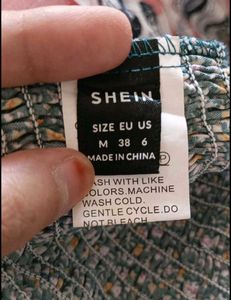 SHEIN
SIZE EU US
M 38 6
MADE IN CHINA
P
WASH WITH LIKE
COLORS. MACHINE
WASH COLD.
GENTLE CYCLE. DO
NOT BLEACH